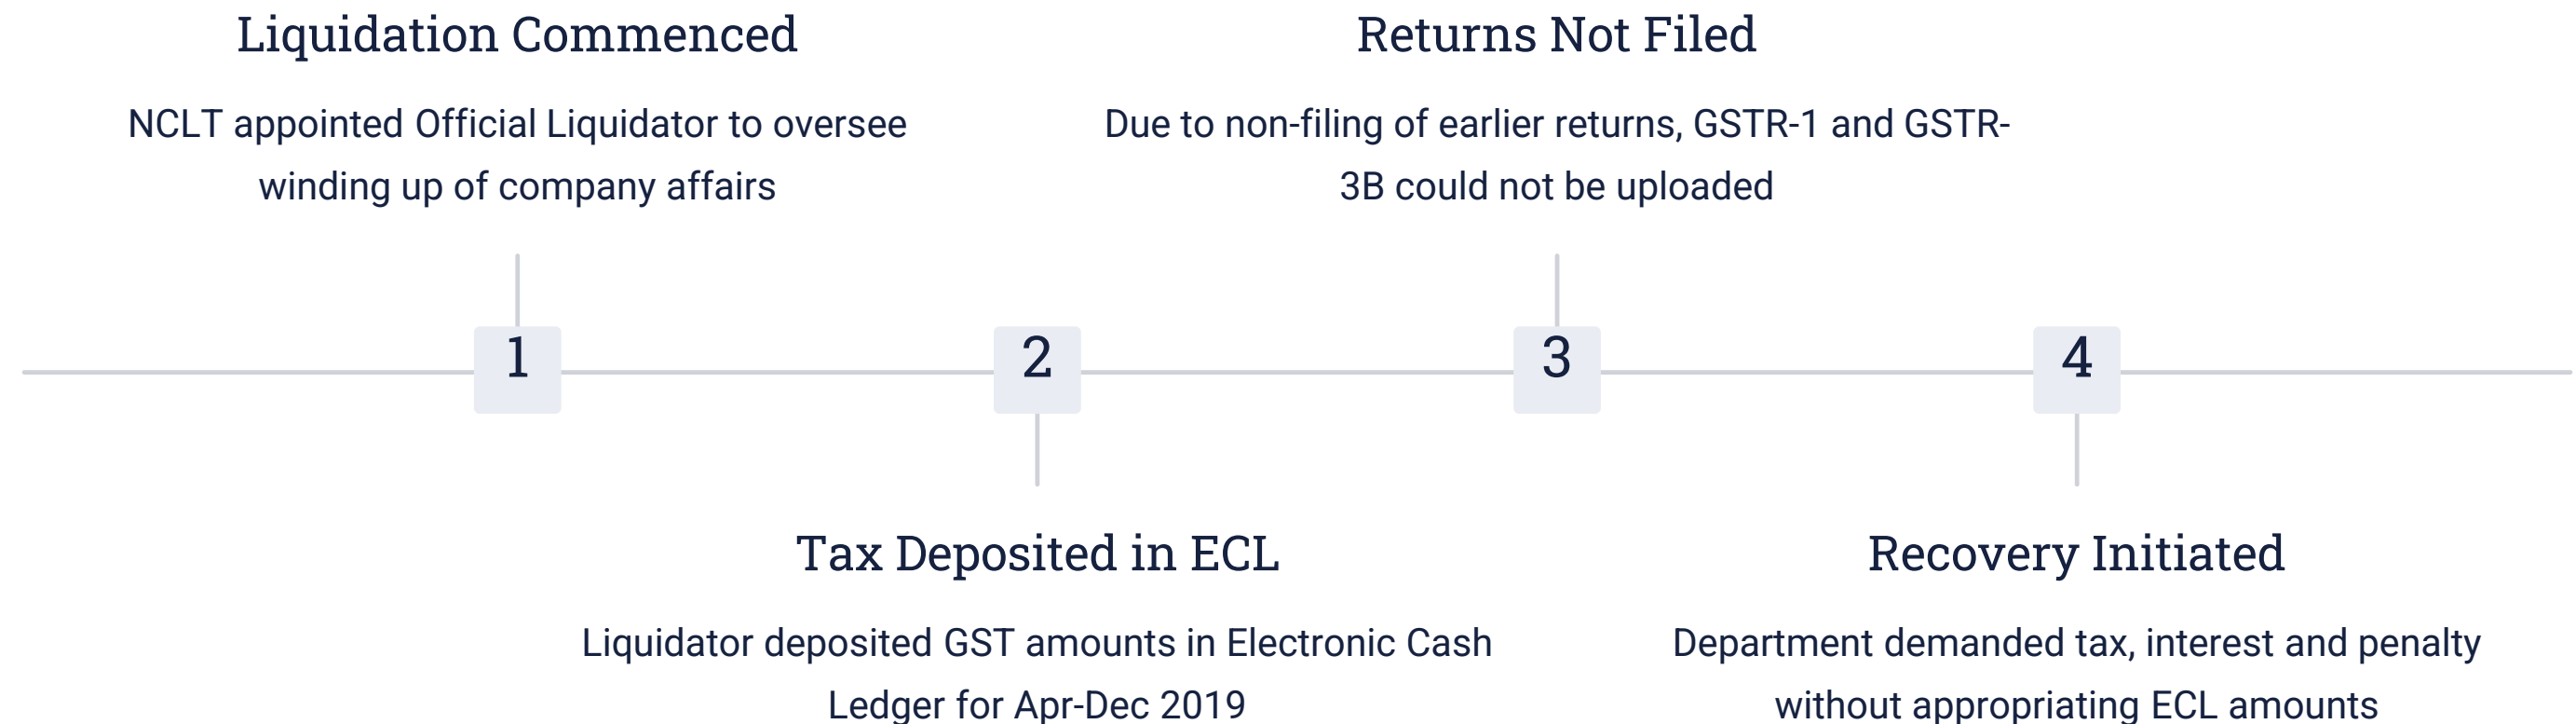 Liquidation Commenced
NCLT appointed Official Liquidator to oversee
winding up of company affairs
1
Tax Deposited in ECL
Liquidator deposited GST amounts in Electronic Cash
Ledger for Apr-Dec 2019
2
Returns Not Filed
Due to non-filing of earlier returns, GSTR-1 and GSTR-
3B could not be uploaded
3
Recovery Initiated
Department demanded tax, interest and penalty
without appropriating ECL amounts
4